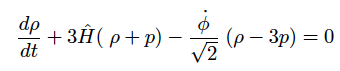 dρ/dt + 3Ĥ( ρ + p) − ϕ̇/√2 (ρ − 3p) = 0